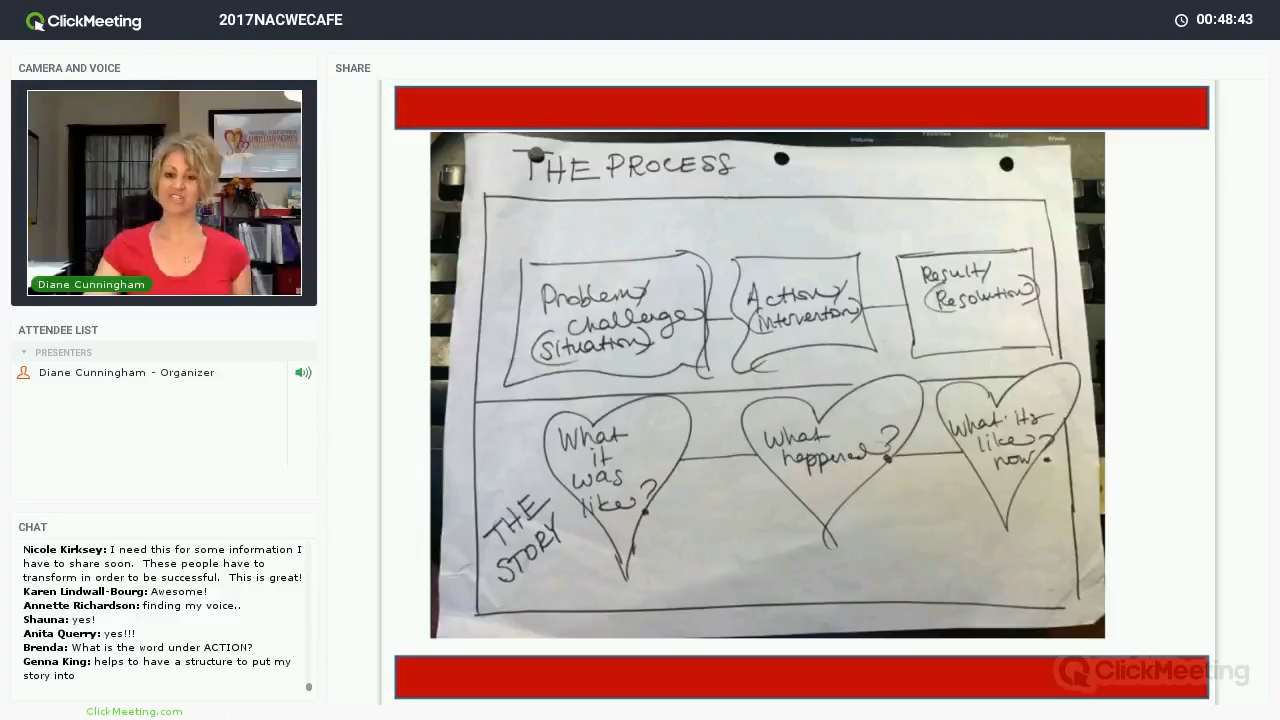 ClickMeeting
2017NACWECAFE
00:48:43
CAMERA AND VOICE
SHARE
CHRISTIAN WOMEN
Diane Cunningham
ATTENDEE LIST
PRESENTERS
Diane Cunningham - Organizer
CHAT
Nicole Kirksey: I need this for some information I
have to share soon. These people have to
transform in order to be successful. This is great!
Karen Lindwall-Bourg: Awesome!
Annette Richardson: finding my voice..
Shauna: yes!
Anita Querry: yes!!!
Brenda: What is the word under ACTION?
Genna King: helps to have a structure to put my
story into
ClickMeeting.com
THE PROCESS
Problem/
challenge
(Situation)
Action/
intervention
Result/
Resolution
What
it
was
like?
What
happened?
What its
like
now?
THE
STORY
ClickMeeting